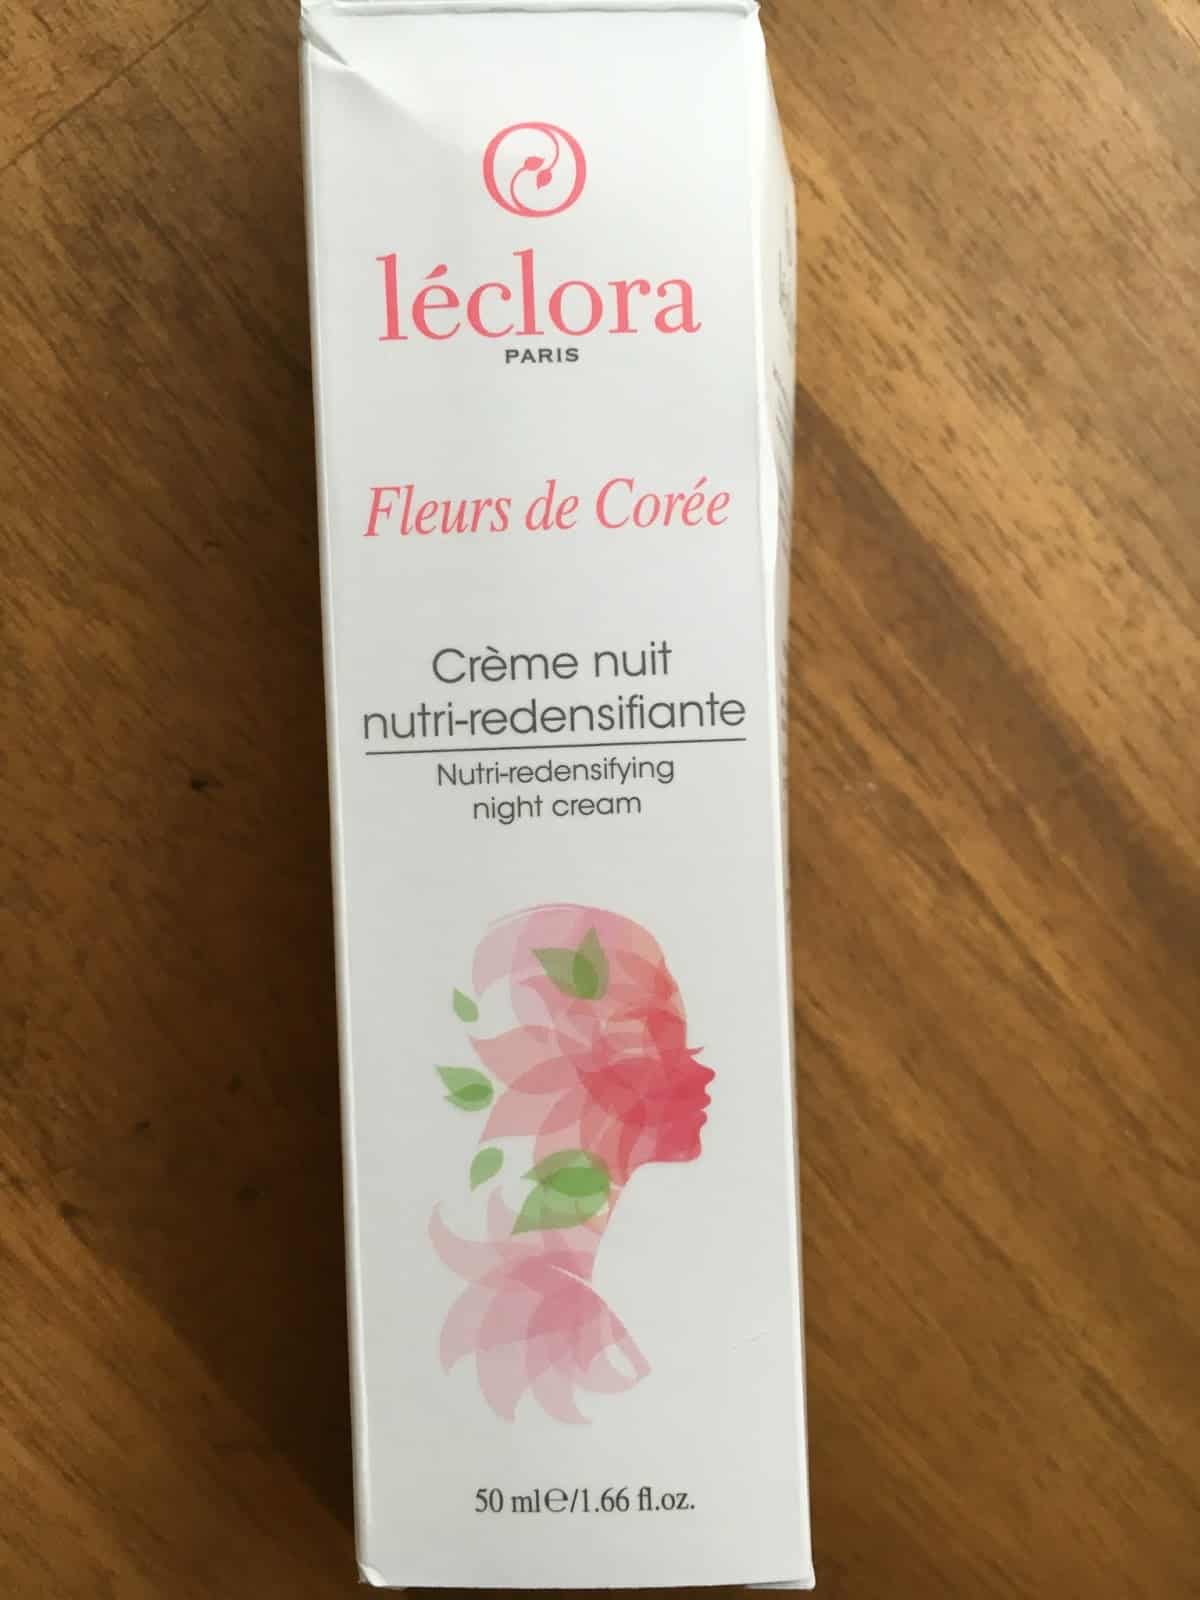 léclora
PARIS
Fleurs de Corée
Crème nuit
nutri-redensifiante
Nutri-redensifying
night cream
50 ml℮/1.66 fl.oz.